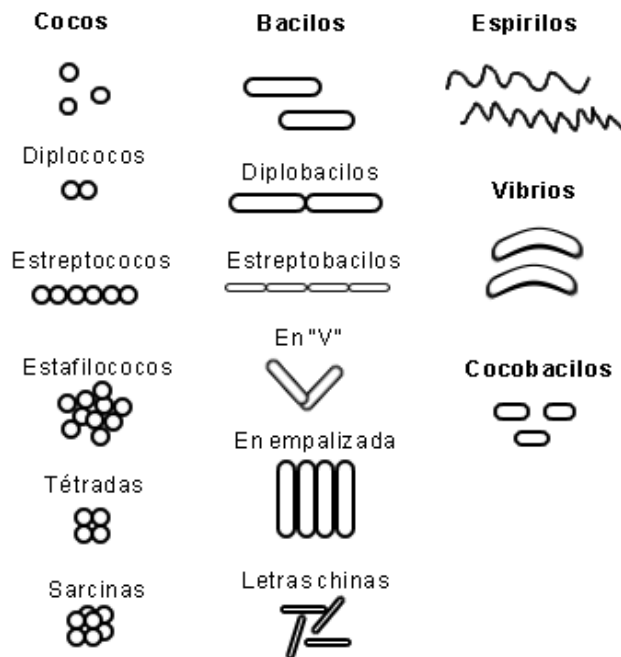 Cocos
Diplococos
Estreptococos
Estafilococos
Tétradas
Sarcinas
Bacilos
Diplobacilos
Estreptobacilos
En "V"
En empalizada
Letras chinas
Espirilos
Vibrios
Cocobacilos